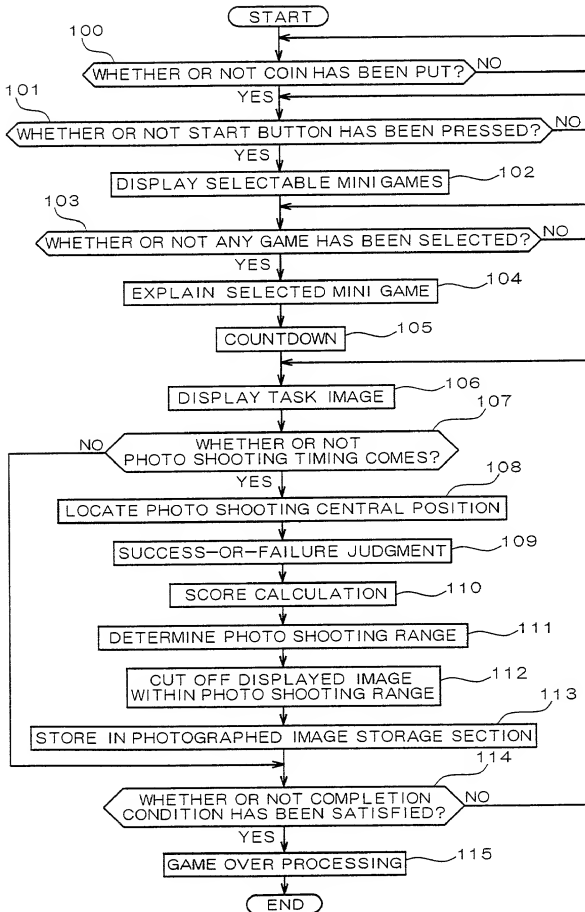 START
100
WHETHER OR NOT COIN HAS BEEN PUT?
NO
YES
101
WHETHER OR NOT START BUTTON HAS BEEN PRESSED?
NO
YES
DISPLAY SELECTABLE MINI GAMES
102
103
WHETHER OR NOT ANY GAME HAS BEEN SELECTED?
NO
YES
EXPLAIN SELECTED MINI GAME
104
COUNTDOWN
105
DISPLAY TASK IMAGE
106
107
NO
WHETHER OR NOT
PHOTO SHOOTING TIMING COMES?
YES
108
LOCATE PHOTO SHOOTING CENTRAL POSITION
SUCCESS-OR-FAILURE JUDGMENT
109
SCORE CALCULATION
110
DETERMINE PHOTO SHOOTING RANGE
111
CUT OFF DISPLAYED IMAGE
WITHIN PHOTO SHOOTING RANGE
112
113
STORE IN PHOTOGRAPHED IMAGE STORAGE SECTION
114
WHETHER OR NOT COMPLETION
CONDITION HAS BEEN SATISFIED?
NO
YES
GAME OVER PROCESSING
115
END